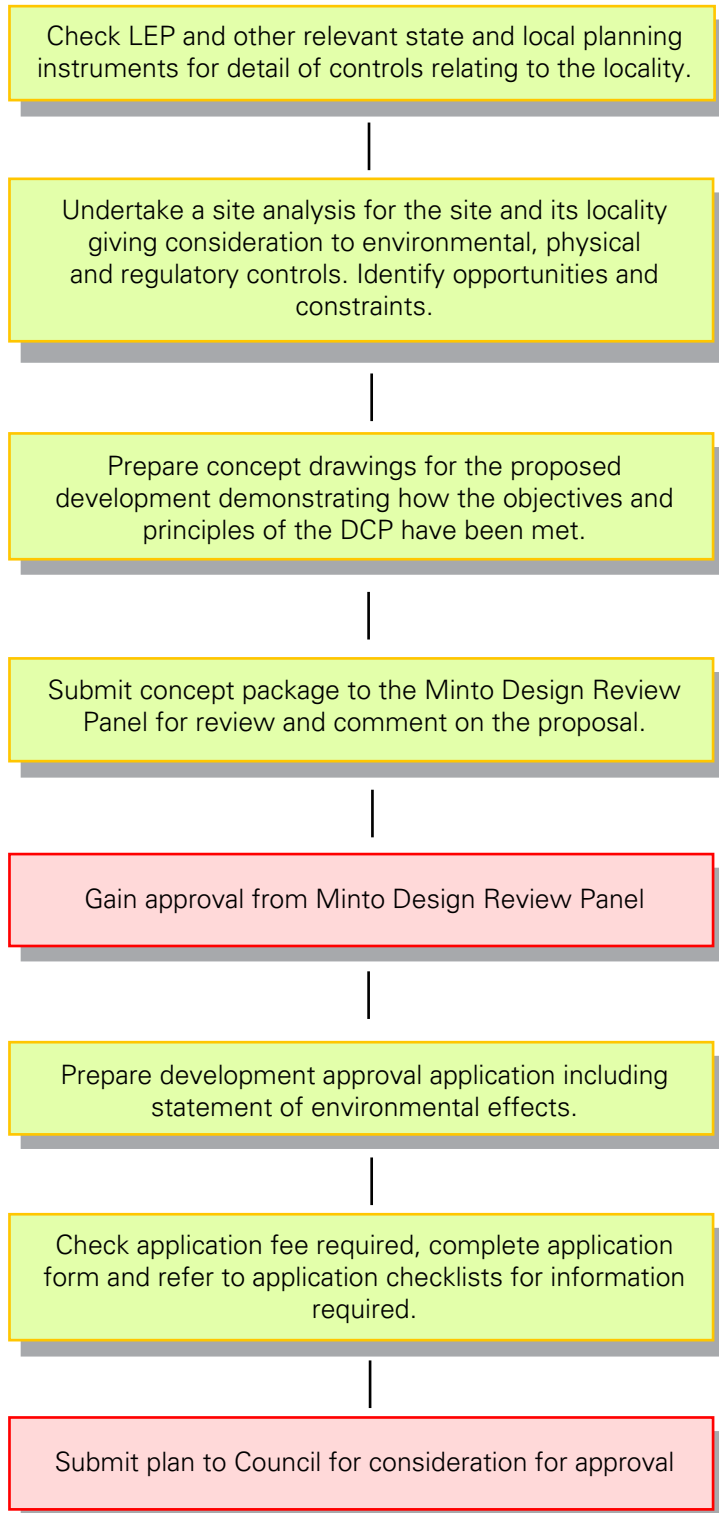 Check LEP and other relevant state and local planning
instruments for detail of controls relating to the locality.
Undertake a site analysis for the site and its locality
giving consideration to environmental, physical
and regulatory controls. Identify opportunities and
constraints.
Prepare concept drawings for the proposed
development demonstrating how the objectives and
principles of the DCP have been met.
Submit concept package to the Minto Design Review
Panel for review and comment on the proposal.
Gain approval from Minto Design Review Panel
Prepare development approval application including
statement of environmental effects.
Check application fee required, complete application
form and refer to application checklists for information
required.
Submit plan to Council for consideration for approval